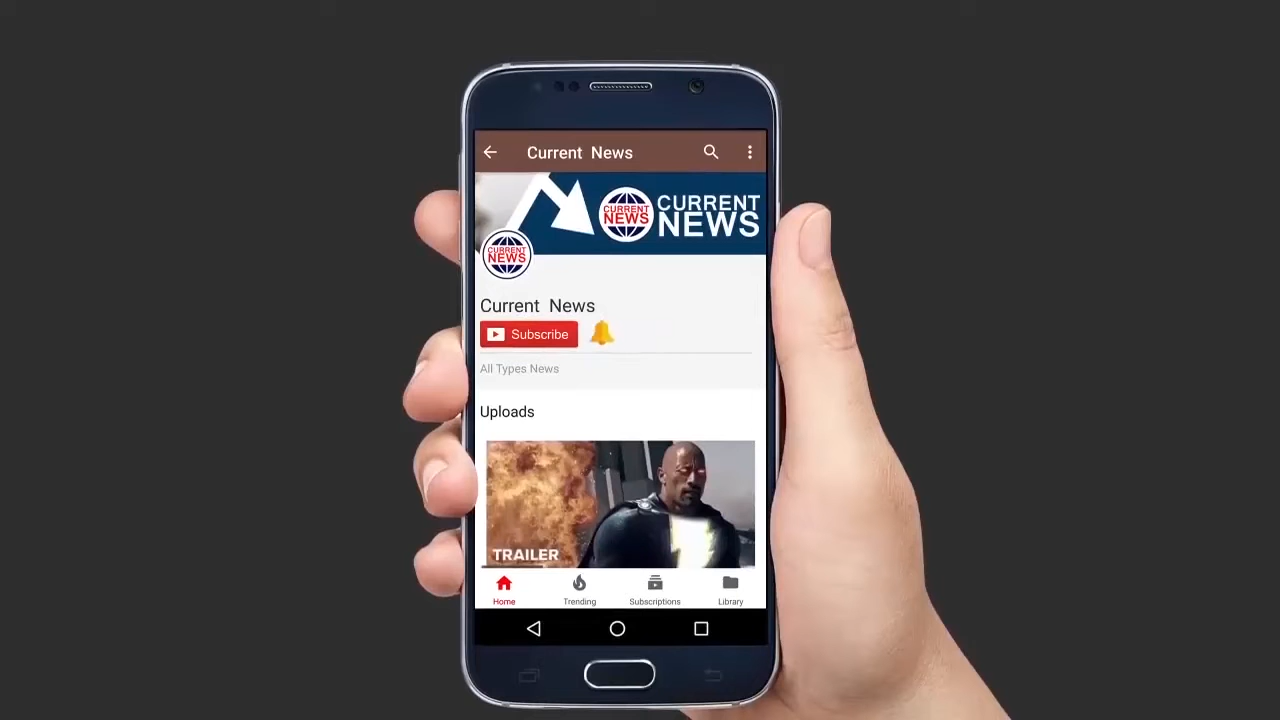 Current News
CURRENT
NEWS
CURRENT
NEWS
CURRENT
NEWS
Current News
Subscribe
All Types News
Uploads
TRAILER
Home
Trending
Subscriptions
Library